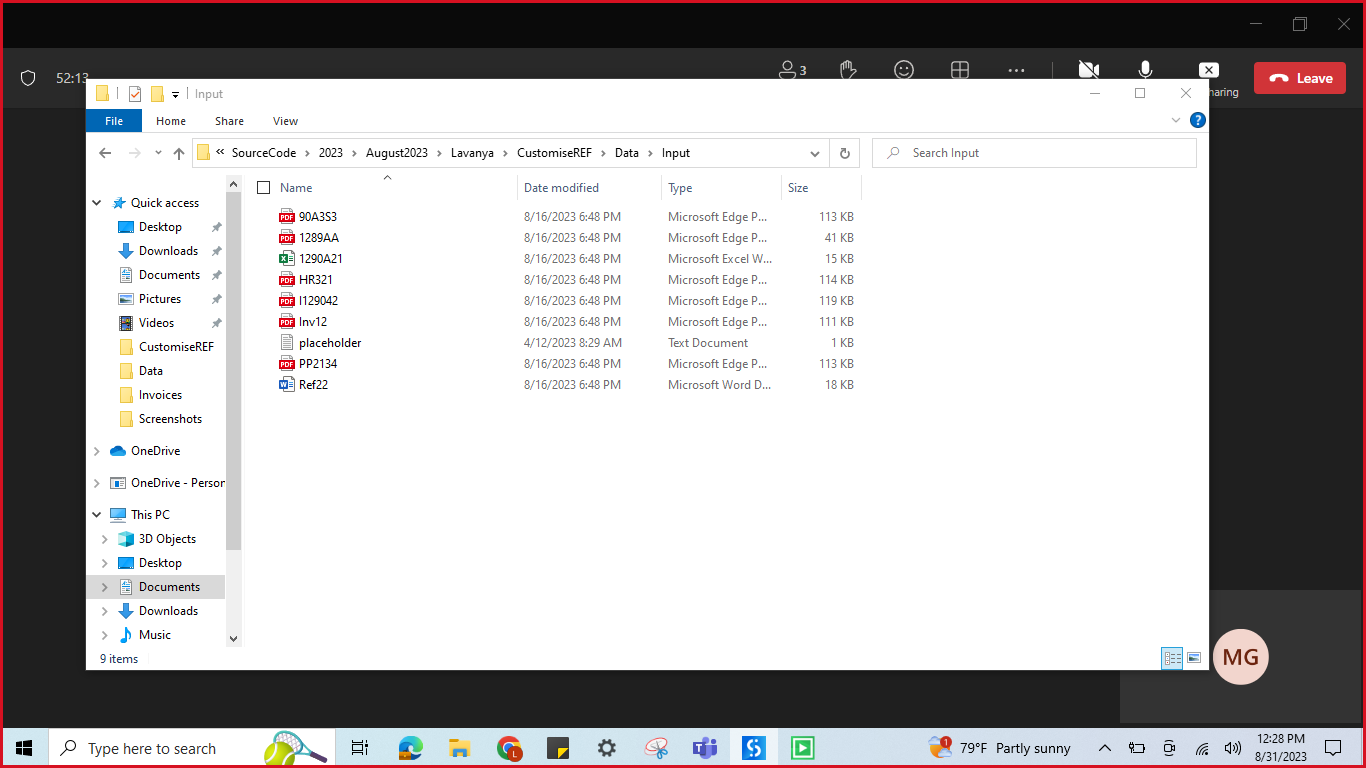 52:13
3
haring
Leave
Input
File Home Share View
?
« SourceCode › 2023 › August2023 › Lavanya › CustomiseREF › Data › Input
Search Input
Name Date modified Type Size
Quick access
Desktop
Downloads
Documents
Pictures
Videos
CustomiseREF
Data
Invoices
Screenshots
OneDrive
OneDrive - Person
This PC
3D Objects
Desktop
Documents
Downloads
Music
PDF 90A3S3 8/16/2023 6:48 PM Microsoft Edge P... 113 KB
PDF 1289AA 8/16/2023 6:48 PM Microsoft Edge P... 41 KB
1290A21 8/16/2023 6:48 PM Microsoft Excel W... 15 KB
PDF HR321 8/16/2023 6:48 PM Microsoft Edge P... 114 KB
PDF I129042 8/16/2023 6:48 PM Microsoft Edge P... 119 KB
PDF Inv12 8/16/2023 6:48 PM Microsoft Edge P... 111 KB
placeholder 4/12/2023 8:29 AM Text Document 1 KB
PDF PP2134 8/16/2023 6:48 PM Microsoft Edge P... 113 KB
Ref22 8/16/2023 6:48 PM Microsoft Word D... 18 KB
9 items
MG
Type here to search
L
1
79°F Partly sunny
12:28 PM
8/31/2023